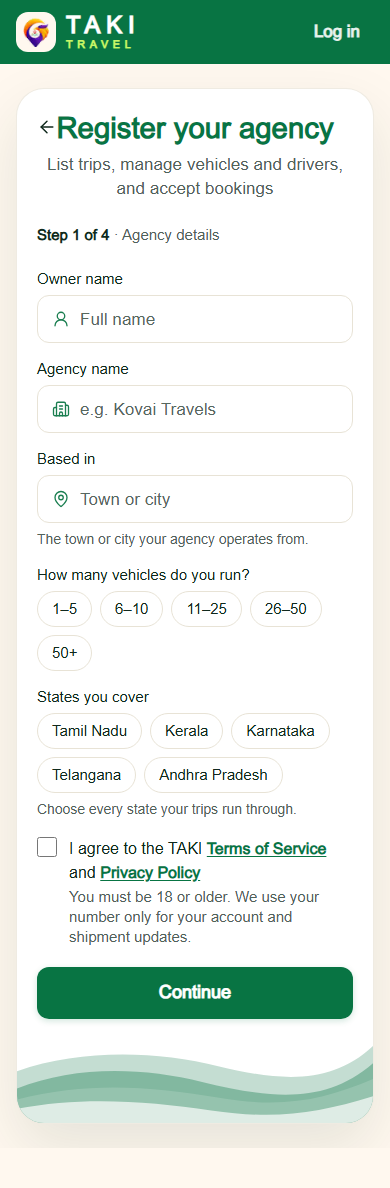 TAKI
TRAVEL
Log in
Register your agency
List trips, manage vehicles and drivers,
and accept bookings
Step 1 of 4 · Agency details
Owner name
Full name
Agency name
e.g. Kovai Travels
Based in
Town or city
The town or city your agency operates from.
How many vehicles do you run?
1–5 6–10 11–25 26–50
50+
States you cover
Tamil Nadu Kerala Karnataka
Telangana Andhra Pradesh
Choose every state your trips run through.
I agree to the TAKI Terms of Service
and Privacy Policy
You must be 18 or older. We use your
number only for your account and
shipment updates.
Continue